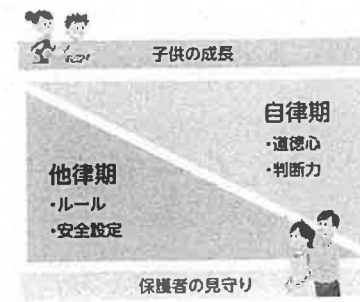 子供の成長
自律期
・道徳心
・判断力
他律期
・ルール
・安全設定
保護者の見守り